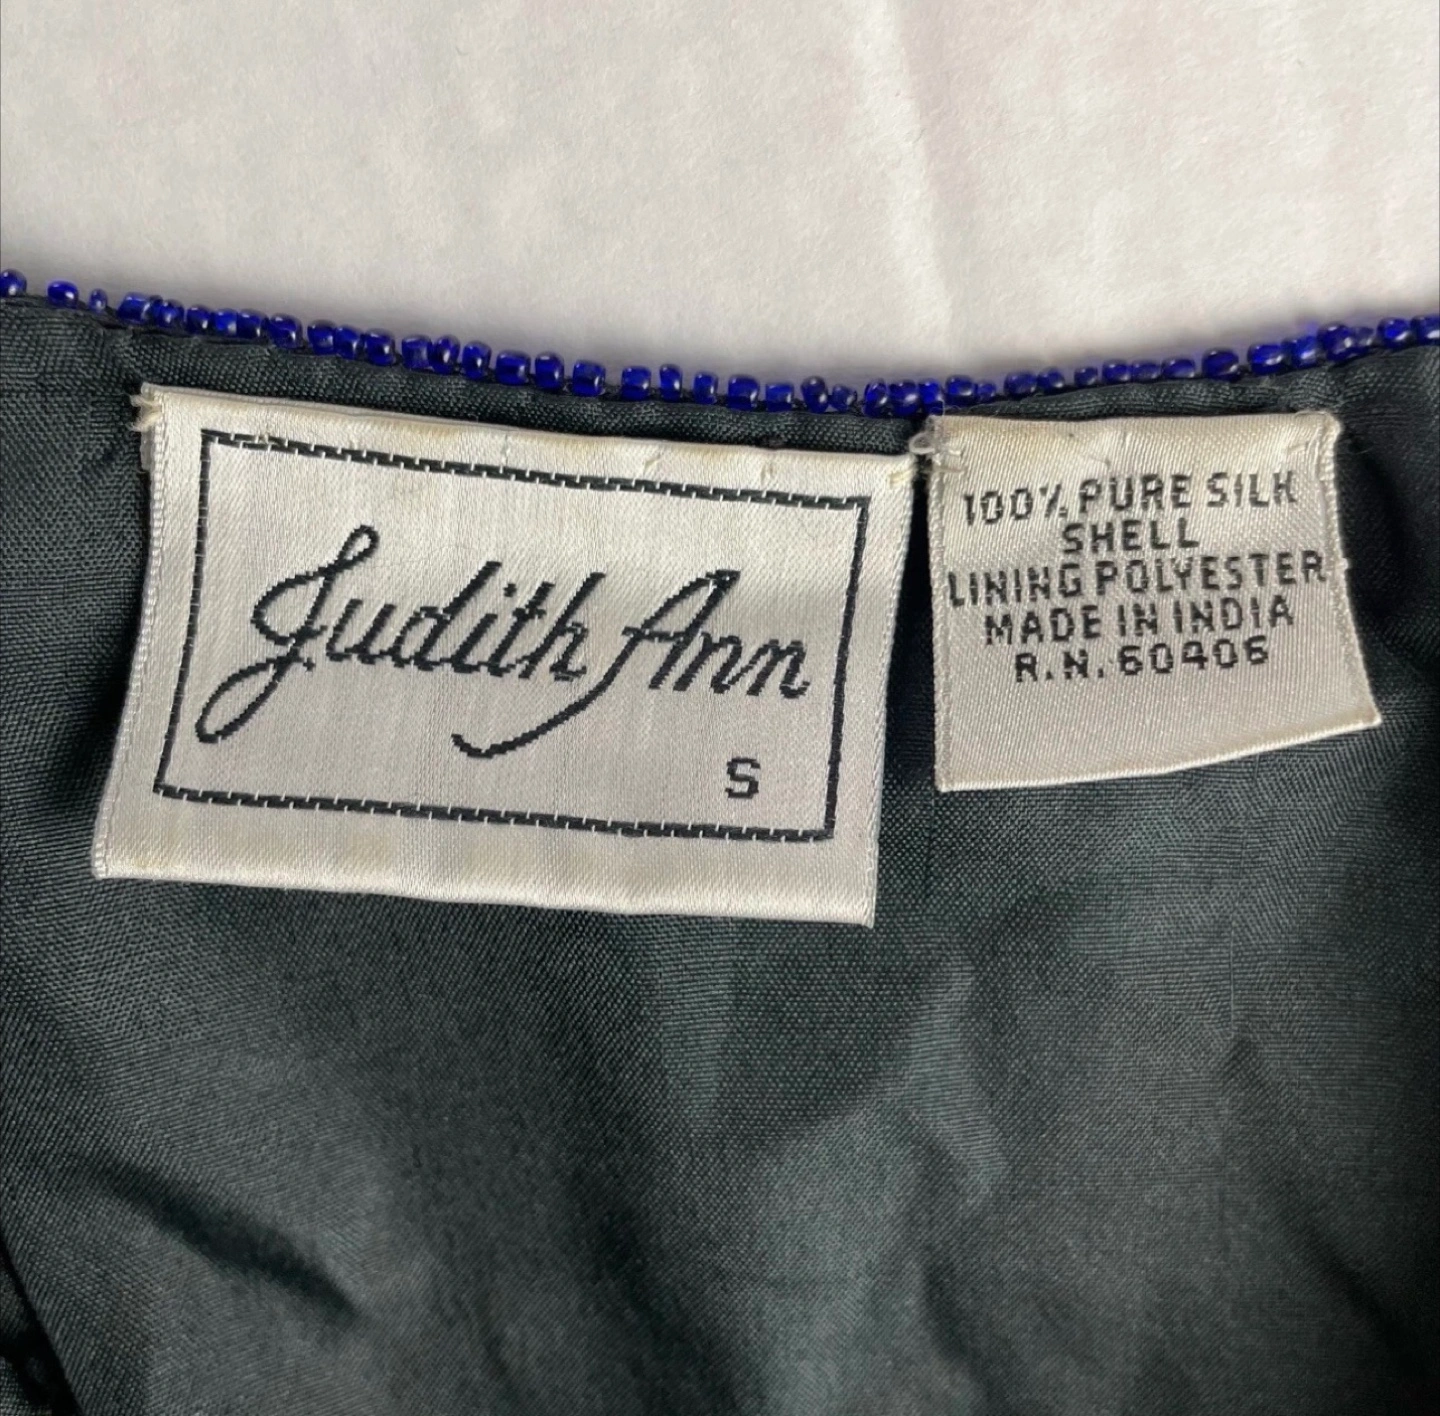 Judith Ann
S
100% PURE SILK
SHELL
LINING POLYESTER
MADE IN INDIA
R.N. 60406